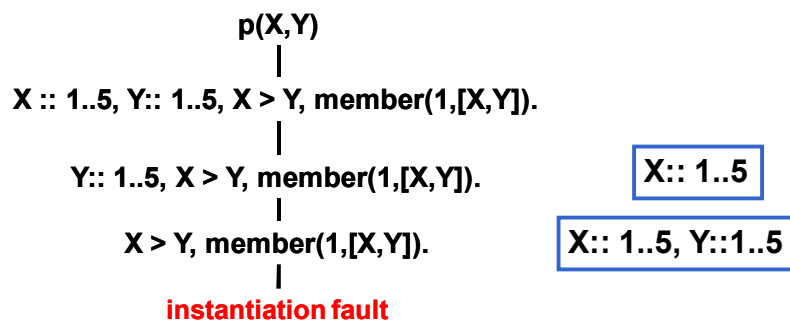 p(X,Y)
X :: 1..5, Y:: 1..5, X > Y, member(1,[X,Y]).
Y:: 1..5, X > Y, member(1,[X,Y]).
X:: 1..5
X > Y, member(1,[X,Y]).
X:: 1..5, Y::1..5
instantiation fault